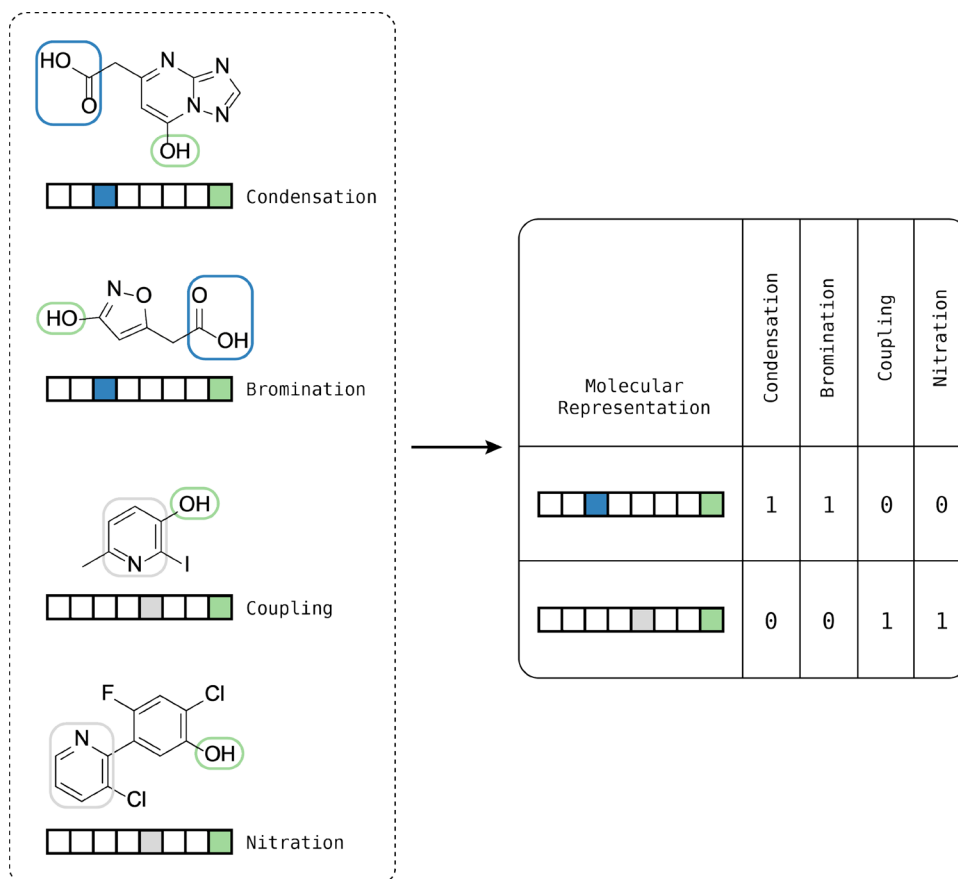 HO
O
N
N
N
N
OH
Condensation
N
O
O
HO
OH
Bromination
OH
N
I
Coupling
F
Cl
N
OH
Cl
Nitration
Molecular
Representation
Condensation
Bromination
Coupling
Nitration
1 1 0 0
0 0 1 1